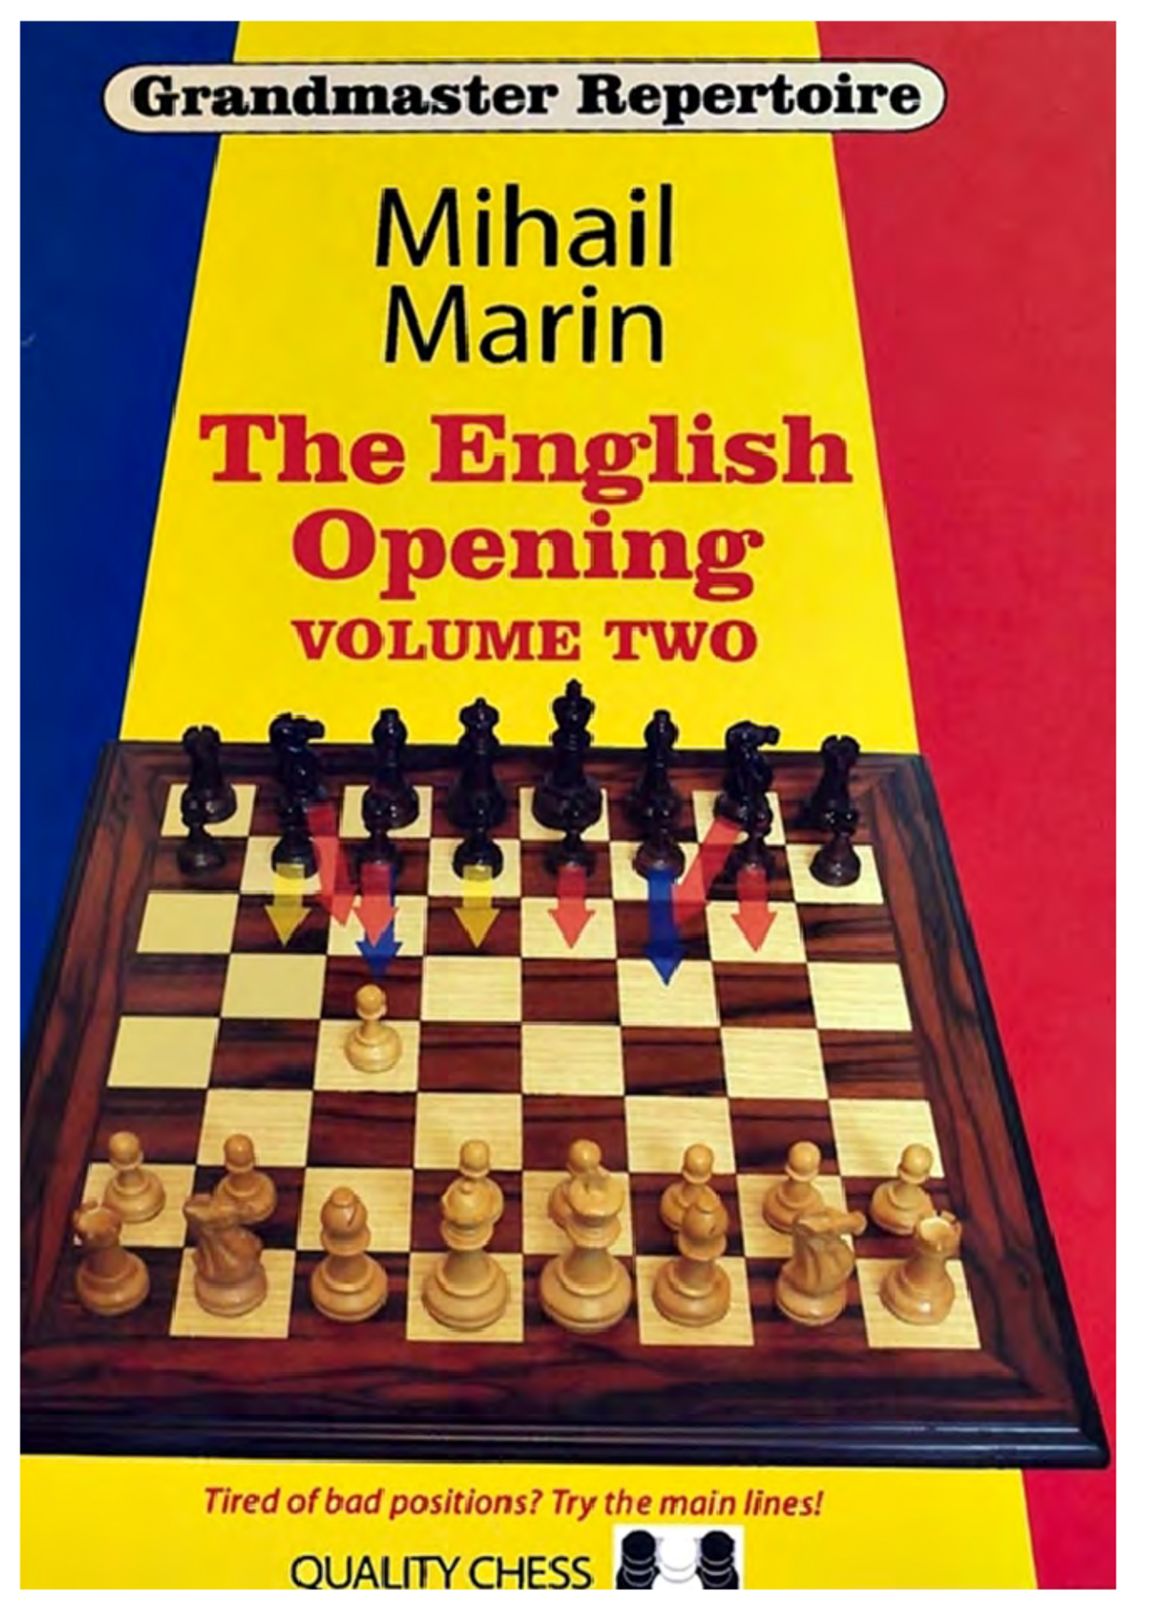 Grandmaster Repertoire
Mihail
Marin
The English
Opening
VOLUME TWO
Tired of bad positions? Try the main lines!
QUALITY CHESS